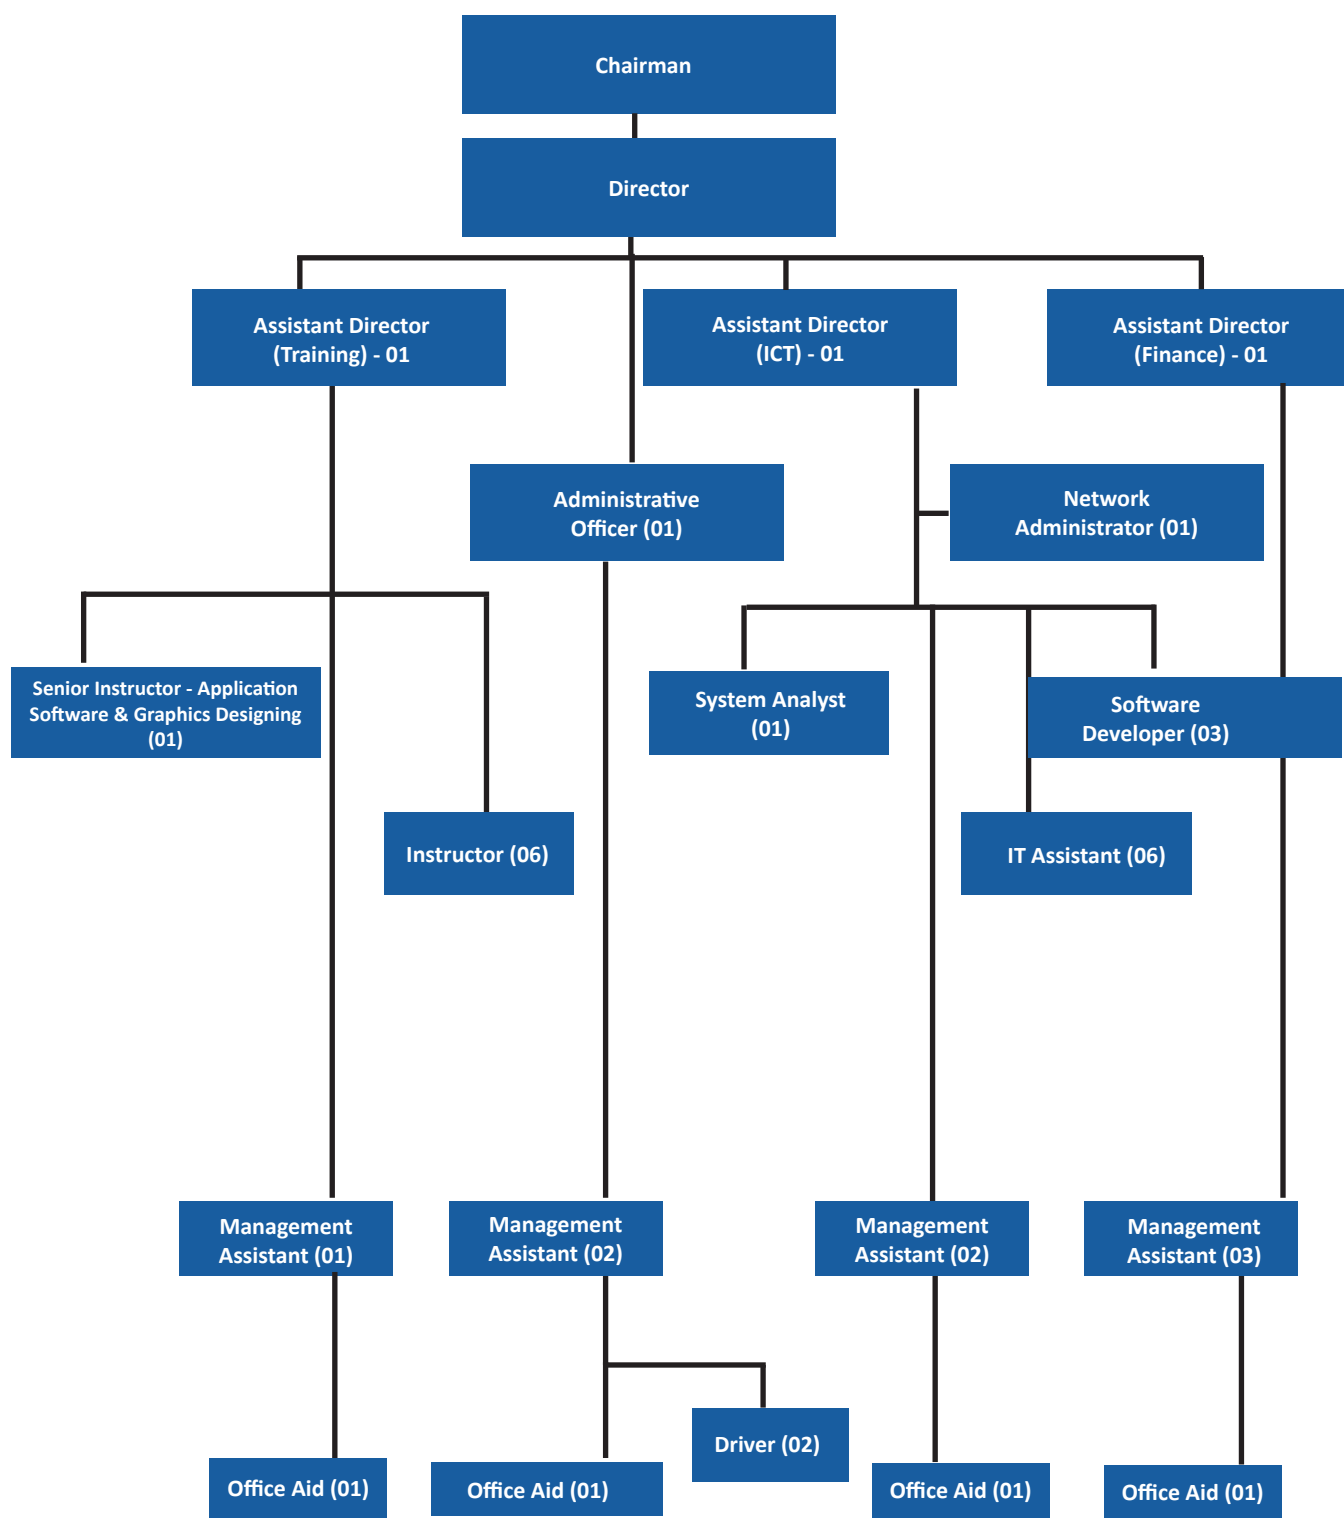 Chairman
Director
Assistant Director
(Training) - 01
Assistant Director
(ICT) - 01
Assistant Director
(Finance) - 01
Administrative
Officer (01)
Network
Administrator (01)
Senior Instructor - Application
Software & Graphics Designing
(01)
System Analyst
(01)
Software
Developer (03)
Instructor (06)
IT Assistant (06)
Management
Assistant (01)
Management
Assistant (02)
Management
Assistant (02)
Management
Assistant (03)
Driver (02)
Office Aid (01)
Office Aid (01)
Office Aid (01)
Office Aid (01)